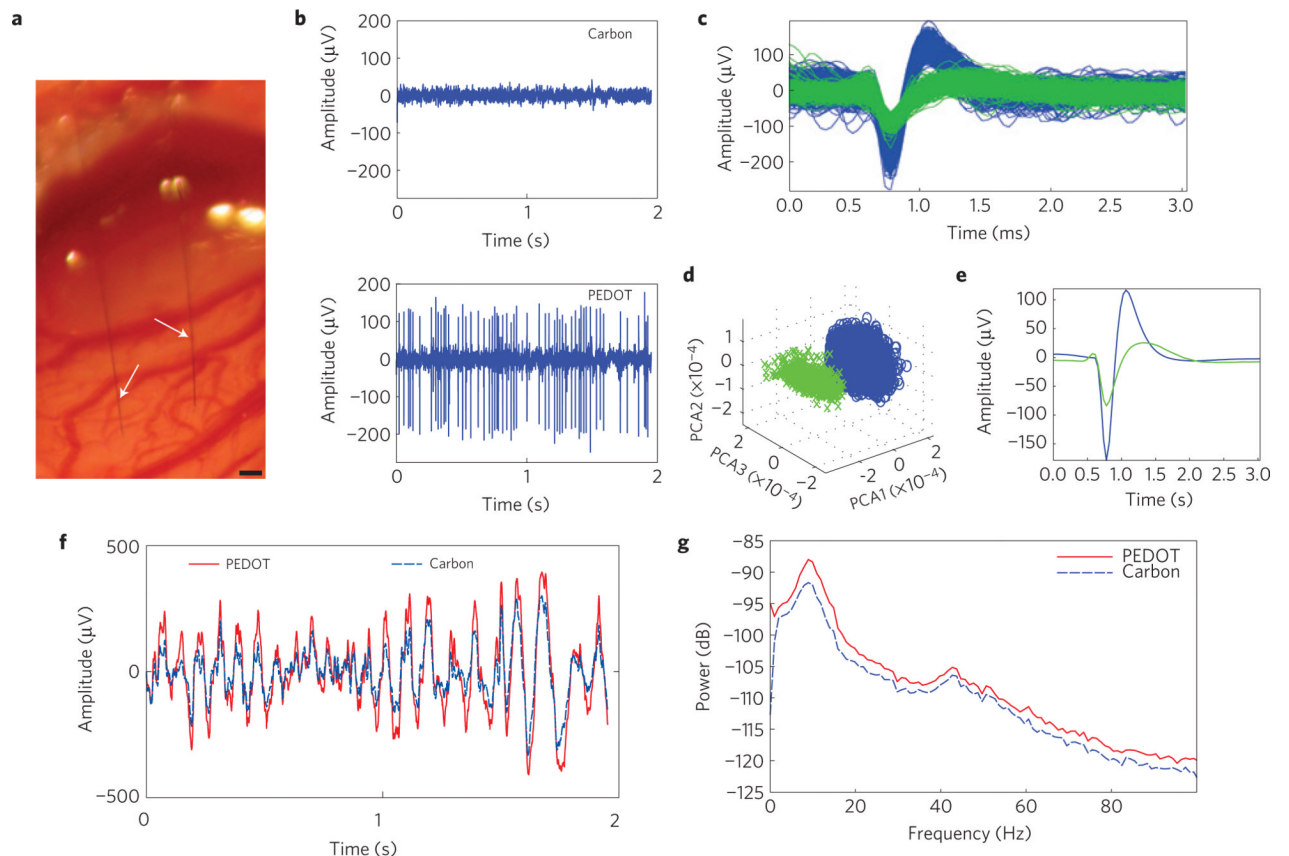 a
b
200
100
0
−100
−200
Amplitude (µV)
Carbon
0
1
2
Time (s)
200
100
0
−100
−200
Amplitude (µV)
PEDOT
0
1
2
Time (s)
c
100
0
−100
−200
Amplitude (µV)
0.0
0.5
1.0
1.5
2.0
2.5
3.0
Time (ms)
d
1
0
−1
−2
PCA2 (×10⁻⁴)
2
0
−2
PCA3 (×10⁻⁴)
−2
0
2
PCA1 (×10⁻⁴)
e
100
50
0
−50
−100
−150
Amplitude (µV)
0.0
0.5
1.0
1.5
2.0
2.5
3.0
Time (s)
f
500
0
−500
Amplitude (µV)
PEDOT
Carbon
0
1
2
Time (s)
g
−85
−90
−95
−100
−105
−110
−115
−120
−125
Power (dB)
PEDOT
Carbon
0
20
40
60
80
Frequency (Hz)